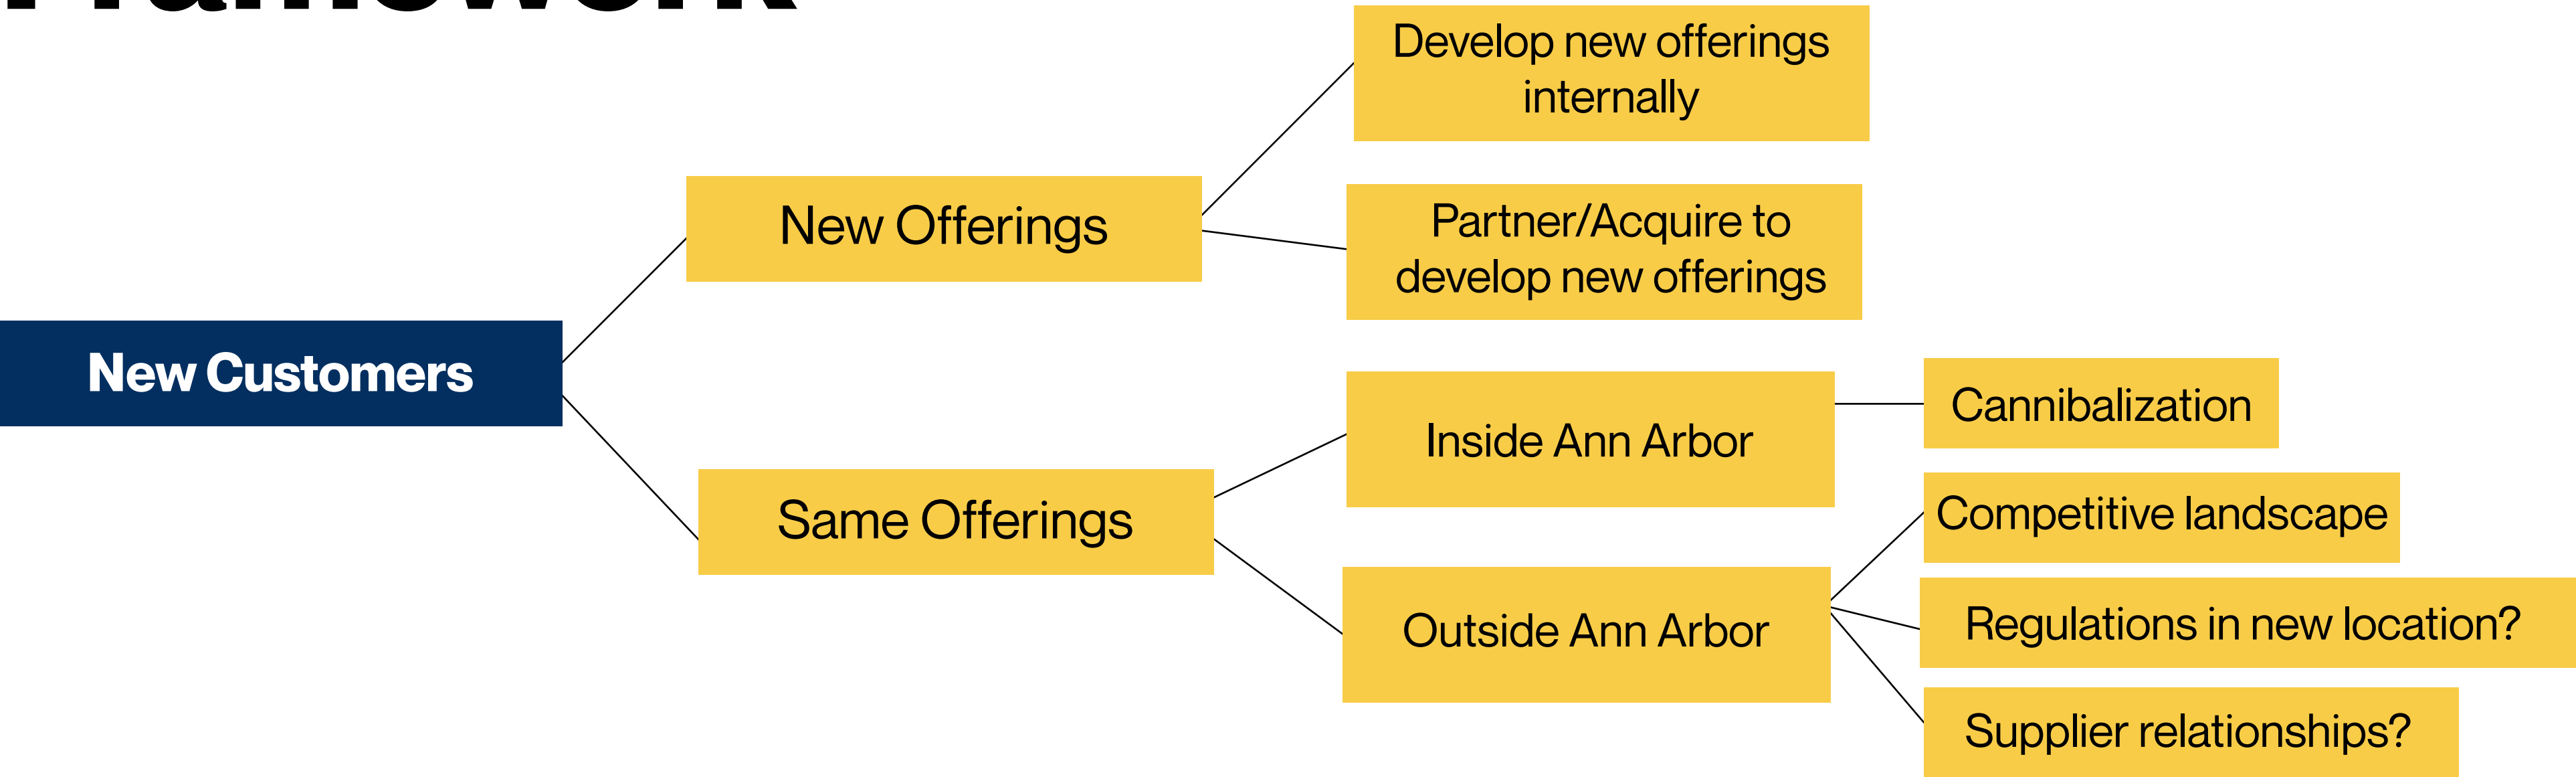 Framework
Develop new offerings
internally
New Offerings
Partner/Acquire to
develop new offerings
New Customers
Inside Ann Arbor
Cannibalization
Same Offerings
Competitive landscape
Outside Ann Arbor
Regulations in new location?
Supplier relationships?